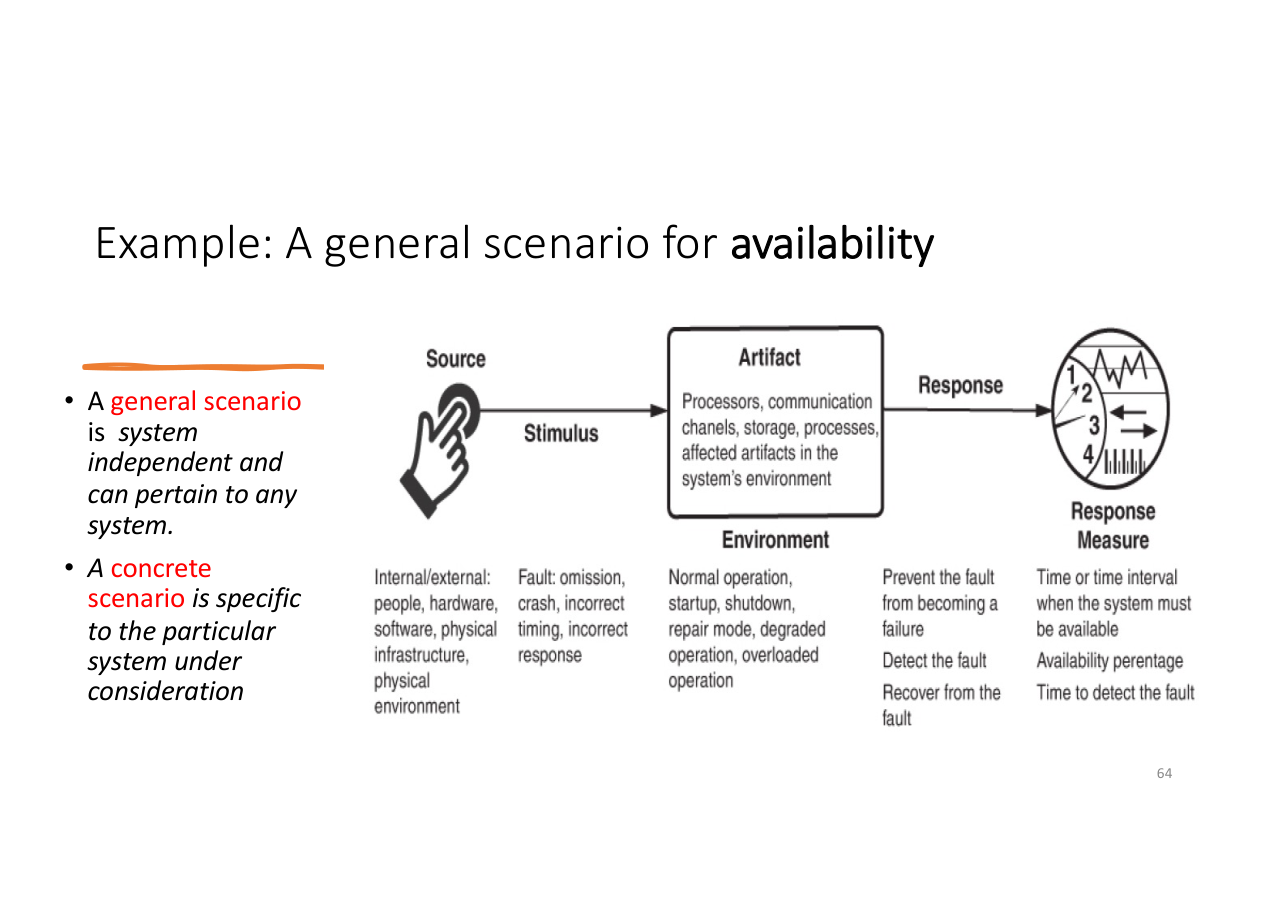 Example: A general scenario for availability
• A general scenario
is system
independent and
can pertain to any
system.
• A concrete
scenario is specific
to the particular
system under
consideration
Source
Stimulus
Artifact
Processors, communication
chanels, storage, processes,
affected artifacts in the
system's environment
Environment
Response
1
2
3
4
Response
Measure
Internal/external:
people, hardware,
software, physical
infrastructure,
physical
environment
Fault: omission,
crash, incorrect
timing, incorrect
response
Normal operation,
startup, shutdown,
repair mode, degraded
operation, overloaded
operation
Prevent the fault
from becoming a
failure
Detect the fault
Recover from the
fault
Time or time interval
when the system must
be available
Availability perentage
Time to detect the fault
64